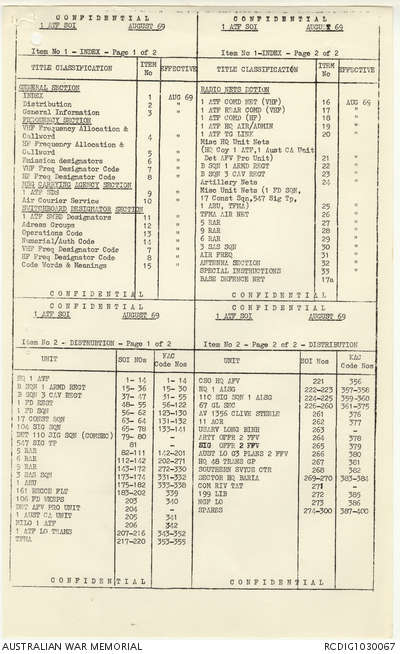 CONFIDENTIAL
1 ATF SOI AUGUST 69
Item No 1 - INDEX - Page 1 of 2
TITLE CLASSIFICATION ITEM No EFFECTIVE
GENERAL SECTION
INDEX 1 AUG 69
Distribution 2 "
General Information 3 "
FREQUENCY SECTION
VHF Frequency Allocation &
Callword 4 "
HF Frequency Allocation &
Callword 5 "
Emission designators 6 "
VHF Freq Designator Code 7 "
HF Freq Designator Code 8 "
MSG CARRYING AGENCY SECTION
1 ATF SDS 9 "
Air Courier Service 10 "
SWITCHBOARD DESIGNATOR SECTION
1 ATF SWBD Designators 11 "
Adress Groups 12 "
Operations Code 13 "
Numerial/Auth Code 14 "
VHF Freq Designator Code 7 "
HF Freq Designator Code 8 "
Code Words & Meanings 15 "
CONFIDENTIAL
CONFIDENTIAL
1 ATF SOI AUGUST 69
Item No 1-INDEX - Page 2 of 2
TITLE CLASSIFICATION ITEM No EFFECTIVE
RADIO NETS SECTION
1 ATF COMD NET (VHF) 16 AUG 69
1 ATF REAR COMD (VHF) 17 "
1 ATF COMD (HF) 18 "
1 ATF HQ AIR/ADMIN 19 "
1 ATF TG LINK 20 "
Misc HQ Unit Nets
(HQ Coy 1 ATF, 1 Aust CA Unit
Det AFV Pro Unit) 21 "
B SQN 1 ARMD REGT 22 "
B SQN 3 CAV REGT 23 "
Artillery Nets 24 "
Misc Unit Nets (1 FD SQN,
17 Const Sqn, 547 Sig Tp,
1 ARU, TFMA) 25 "
TFMA AIR NET 26 "
5 RAR 27 "
9 RAR 28 "
6 RAR 29 "
3 SAS SQN 30 "
AIR FREQ 31 "
ANTENNA SECTION 32 "
SPECIAL INSTRUCTIONS 33 "
BASE DEFENCE NET 17a
CONFIDENTIAL
CONFIDENTIAL
1 ATF SOI AUGUST 69
Item No 2 - DISTRUBTION - Page 1 of 2
UNIT SOI NOs KAC Code Nos
HQ 1 ATF 1- 14 1- 14
B SQN 1 ARMD REGT 15- 36 15- 30
B SQN 3 CAV REGT 37- 47 31- 55
1 FD REGT 48- 55 56-122
1 FD SQN 56- 62 123-130
17 CONST SQN 63- 64 131-132
104 SIG SQN 65- 78 133-141
DET 110 SIG SQN (COMSEC) 79- 80
547 SIG TP 81
5 RAR 82-111 142-201
6 RAR 112-142 202-271
9 RAR 143-172 272-330
3 SAS SQN 173-174 331-332
1 ARU 175-182 333-338
161 RECCE FLT 183-202 339
106 FD WKSPS 203 340
DET AFV PRO UNIT 204 -
1 AUST CA UNIT 205 341
MILO 1 ATF 206 342
1 ATF LO TRANS 207-216 343-352
TFMA 217-220 353-355
CONFIDENTIAL
CONFIDENTIAL
1 ATF SOI AUGUST 69
Item No 2 - Page 2 of 2 - DISTRIBUTION
UNIT SOI NOS KAC Code Nos
CSO HQ AFV 221 356
HQ 1 ALSG 222-223 357-358
110 SIG SQN 1 ALSG 224-225 359-360
67 GL SEC 226-260 361-375
AV 1356 CLIVE STEELE 261 376
11 AOR 262 377
USARV LONG BINH 263 -
ARTY OFFR 2 FFV 264 378
SIG OFFR 2 FFV 265 379
AUST LO G3 PLANS 2 FFV 266 380
HQ 48 TRANS GP 267 381
SOUTHERN SVYOR CTR 268 382
SECTOR HQ BARIA 269-270 383-384
COM RIV TAT 271 -
199 LIB 272 385
NGF LO 273 386
SPARES 274-300 387-400
CONFIDENTIAL
AUSTRALIAN WAR MEMORIAL RCDIG1030067